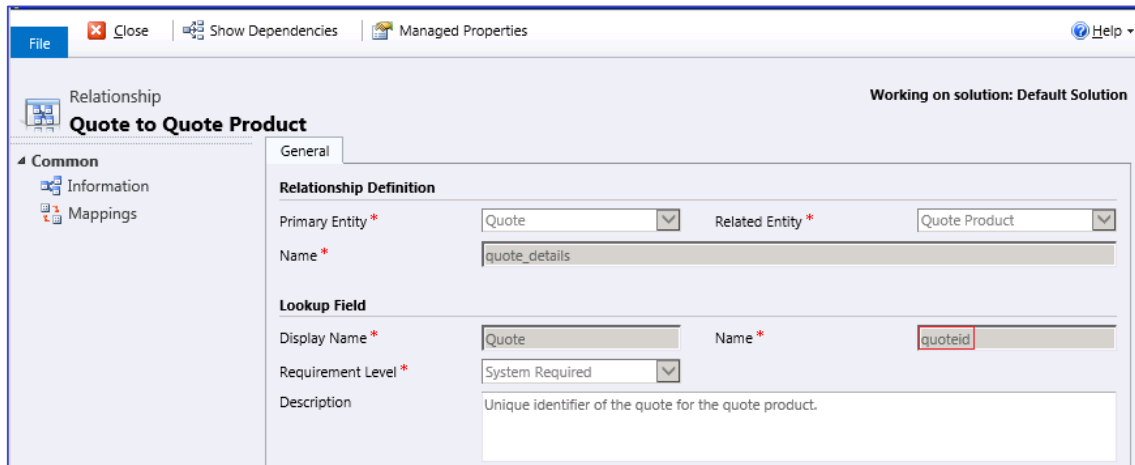 File Close Show Dependencies Managed Properties Help
Relationship Working on solution: Default Solution
Quote to Quote Product
Common
Information
Mappings
General
Relationship Definition
Primary Entity * Quote Related Entity * Quote Product
Name * quote_details
Lookup Field
Display Name * Quote Name * quoteid
Requirement Level * System Required
Description Unique identifier of the quote for the quote product.